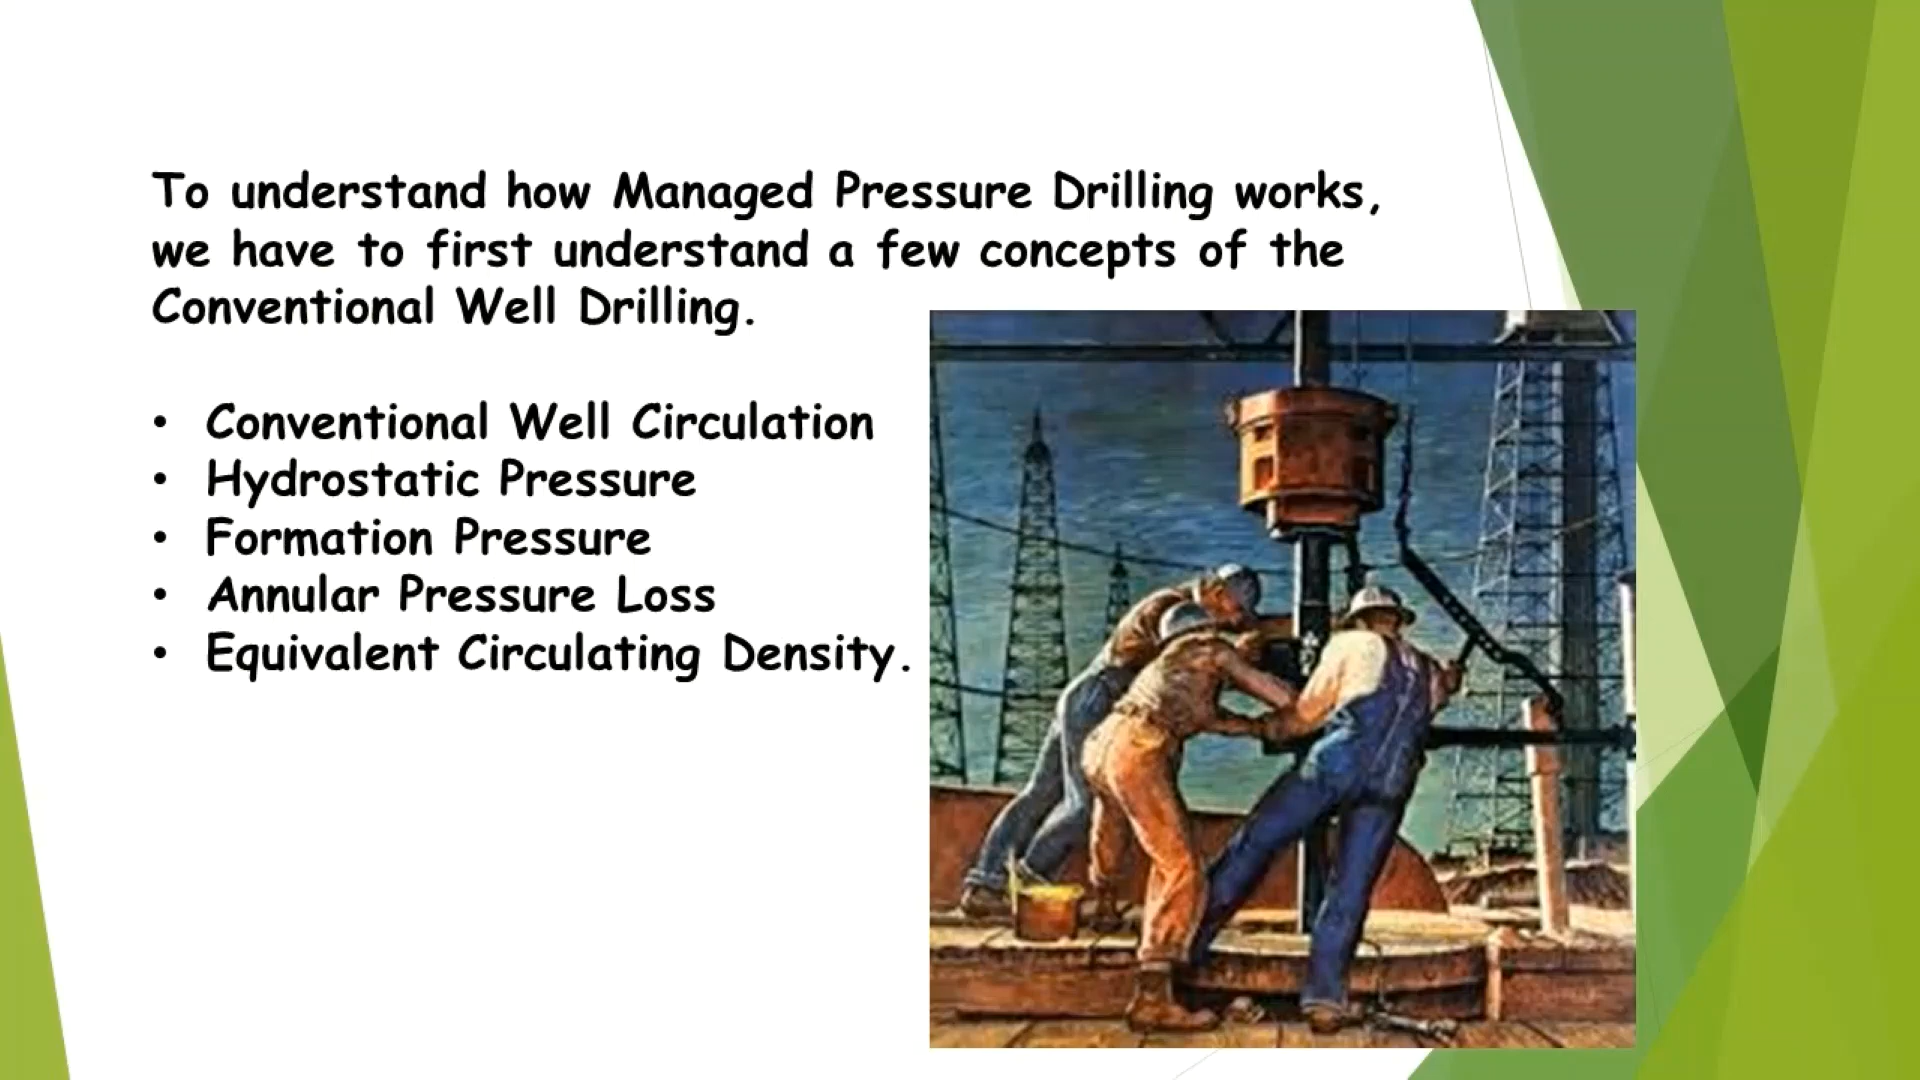 To understand how Managed Pressure Drilling works,
we have to first understand a few concepts of the
Conventional Well Drilling.
• Conventional Well Circulation
• Hydrostatic Pressure
• Formation Pressure
• Annular Pressure Loss
• Equivalent Circulating Density.